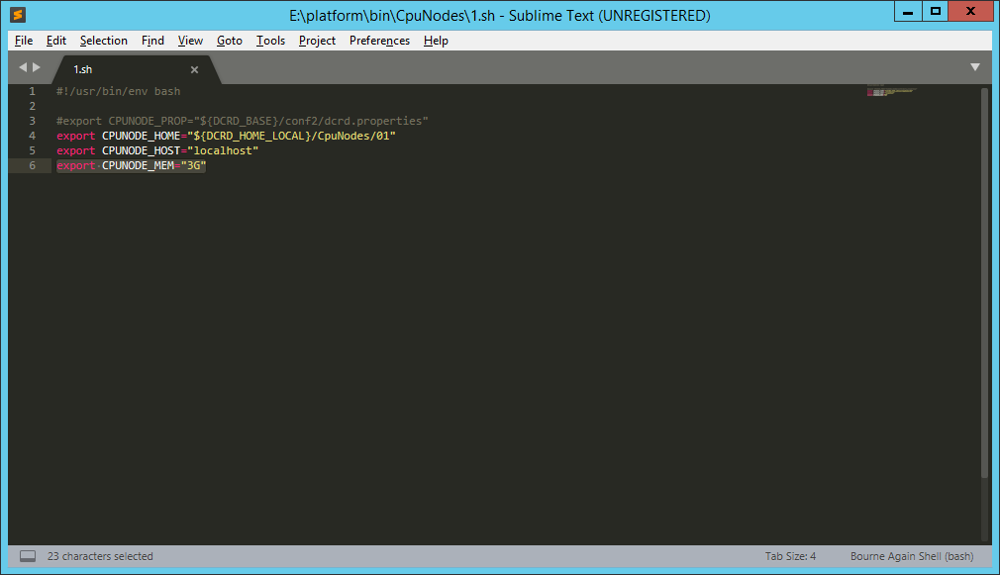 E:\platform\bin\CpuNodes\1.sh - Sublime Text (UNREGISTERED)
File Edit Selection Find View Goto Tools Project Preferences Help
1.sh
1 #!/usr/bin/env bash
2
3 #export CPUNODE_PROP="${DCRD_BASE}/conf2/dcrd.properties"
4 export CPUNODE_HOME="${DCRD_HOME_LOCAL}/CpuNodes/01"
5 export CPUNODE_HOST="localhost"
6 export CPUNODE_MEM="3G"
23 characters selected Tab Size: 4 Bourne Again Shell (bash)